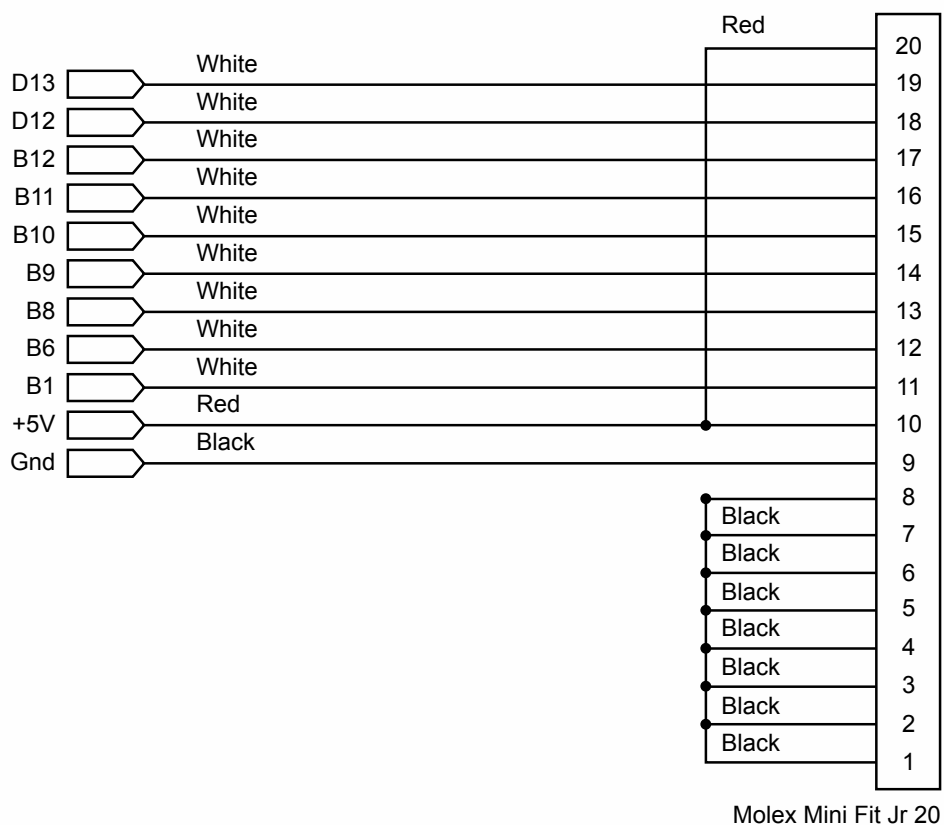 Red
20
White
D13
19
White
D12
18
White
B12
17
White
B11
16
White
B10
15
White
B9
14
White
B8
13
White
B6
12
White
B1
11
Red
+5V
10
Black
Gnd
9
8
Black
7
Black
6
Black
5
Black
4
Black
3
Black
2
Black
1
Molex Mini Fit Jr 20